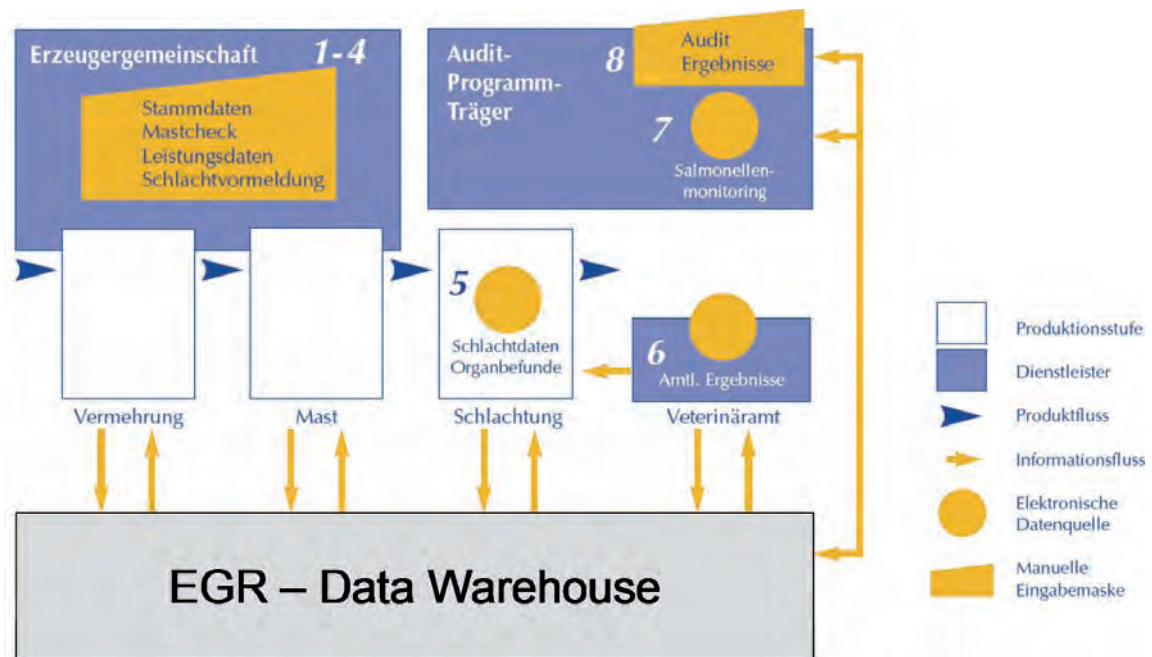 Erzeugergemeinschaft 1-4
Stammdaten
Mastcheck
Leistungsdaten
Schlachtvormeldung
Audit-
Programm-
Träger
8
Audit
Ergebnisse
7
Salmonellen-
monitoring
5
Schlachtdaten
Organbefunde
6
Amtl. Ergebnisse
Vermehrung
Mast
Schlachtung
Veterinäramt
EGR – Data Warehouse
Produktionsstufe
Dienstleister
Produktfluss
Informationsfluss
Elektronische
Datenquelle
Manuelle
Eingabemaske